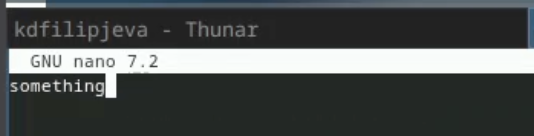 kdfilipjeva - Thunar
GNU nano 7.2
something